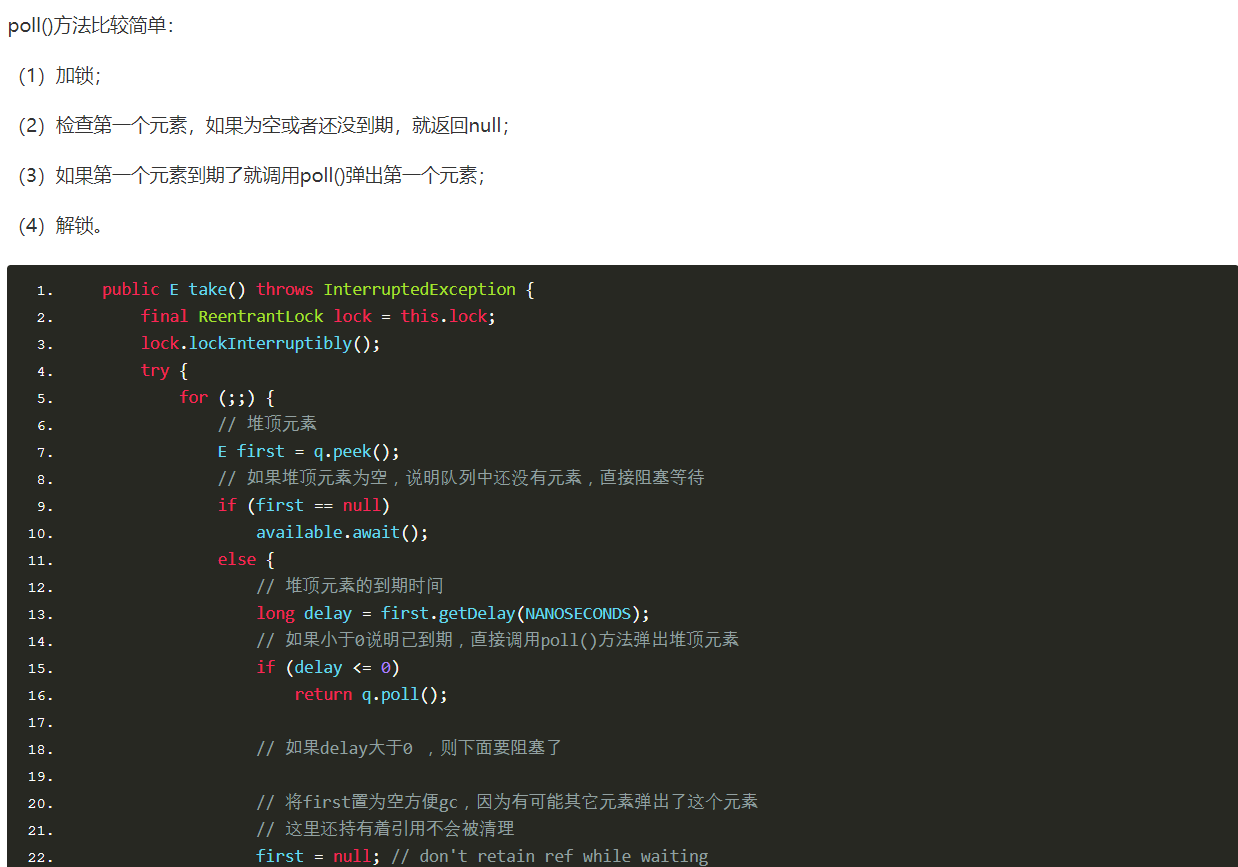 poll()方法比较简单：
（1）加锁；
（2）检查第一个元素，如果为空或者还没到期，就返回null；
（3）如果第一个元素到期了就调用poll()弹出第一个元素；
（4）解锁。
1. public E take() throws InterruptedException {
2. final ReentrantLock lock = this.lock;
3. lock.lockInterruptibly();
4. try {
5. for (;;) {
6. // 堆顶元素
7. E first = q.peek();
8. // 如果堆顶元素为空，说明队列中还没有元素，直接阻塞等待
9. if (first == null)
10. available.await();
11. else {
12. // 堆顶元素的到期时间
13. long delay = first.getDelay(NANOSECONDS);
14. // 如果小于0说明已到期，直接调用poll()方法弹出堆顶元素
15. if (delay <= 0)
16. return q.poll();
17.
18. // 如果delay大于0 ，则下面要阻塞了
19.
20. // 将first置为空方便gc，因为有可能其它元素弹出了这个元素
21. // 这里还持有着引用不会被清理
22. first = null; // don't retain ref while waiting